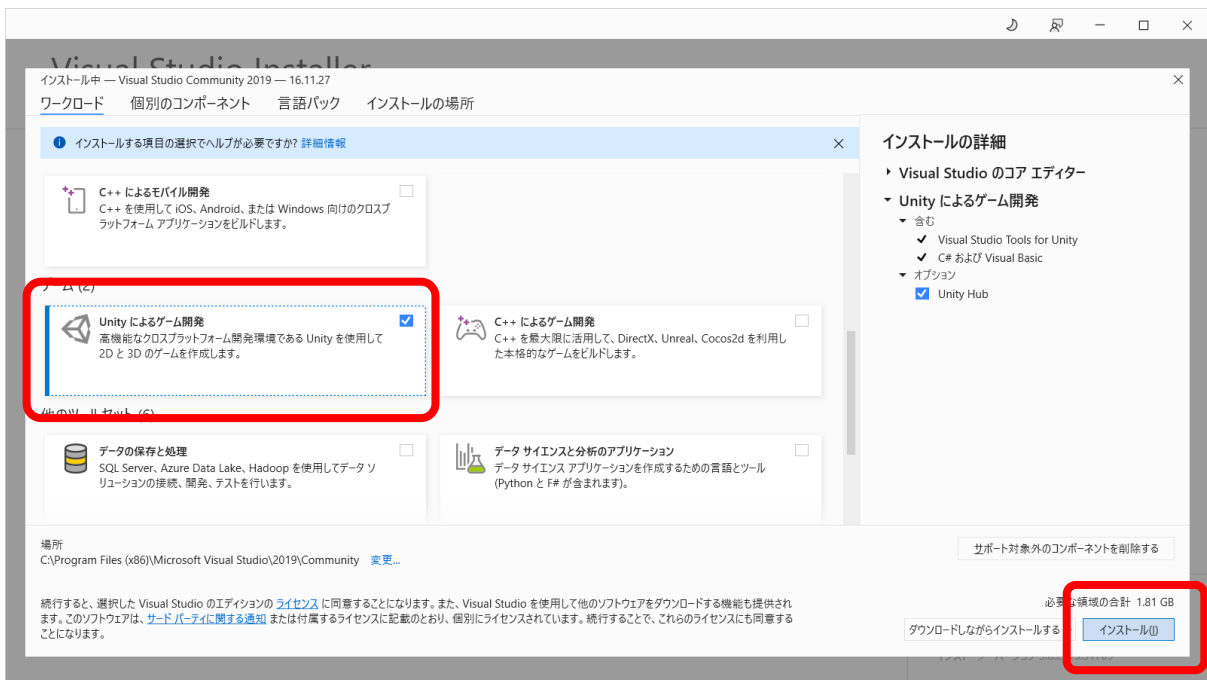 Visual Studio Installer
インストール中 — Visual Studio Community 2019 — 16.11.27
ワークロード 個別のコンポーネント 言語パック インストールの場所
インストールする項目の選択でヘルプが必要ですか? 詳細情報
C++ によるモバイル開発
C++ を使用して iOS、Android、または Windows 向けのクロスプ
ラットフォーム アプリケーションをビルドします。
ゲーム (2)
Unity によるゲーム開発
高機能なクロスプラットフォーム開発環境である Unity を使用して
2D と 3D のゲームを作成します。
C++ によるゲーム開発
C++ を最大限に活用して、DirectX、Unreal、Cocos2d を利用し
た本格的なゲームをビルドします。
他のツールセット (6)
データの保存と処理
SQL Server、Azure Data Lake、Hadoop を使用してデータ ソ
リューションの接続、開発、テストを行います。
データ サイエンスと分析のアプリケーション
データ サイエンス アプリケーションを作成するための言語とツール
(Python と F# が含まれます)。
インストールの詳細
Visual Studio のコア エディター
Unity によるゲーム開発
含む
Visual Studio Tools for Unity
C# および Visual Basic
オプション
Unity Hub
場所
C:\Program Files (x86)\Microsoft Visual Studio\2019\Community 変更...
サポート対象外のコンポーネントを削除する
続行すると、選択した Visual Studio のエディションの ライセンス に同意することになります。また、Visual Studio を使用して他のソフトウェアをダウンロードする機能も提供され
ます。このソフトウェアは、サード パーティに関する通知 または付属するライセンスに記載のとおり、個別にライセンスされています。続行することで、これらのライセンスにも同意する
ことになります。
必要な領域の合計 1.81 GB
ダウンロードしながらインストールする
インストール(I)